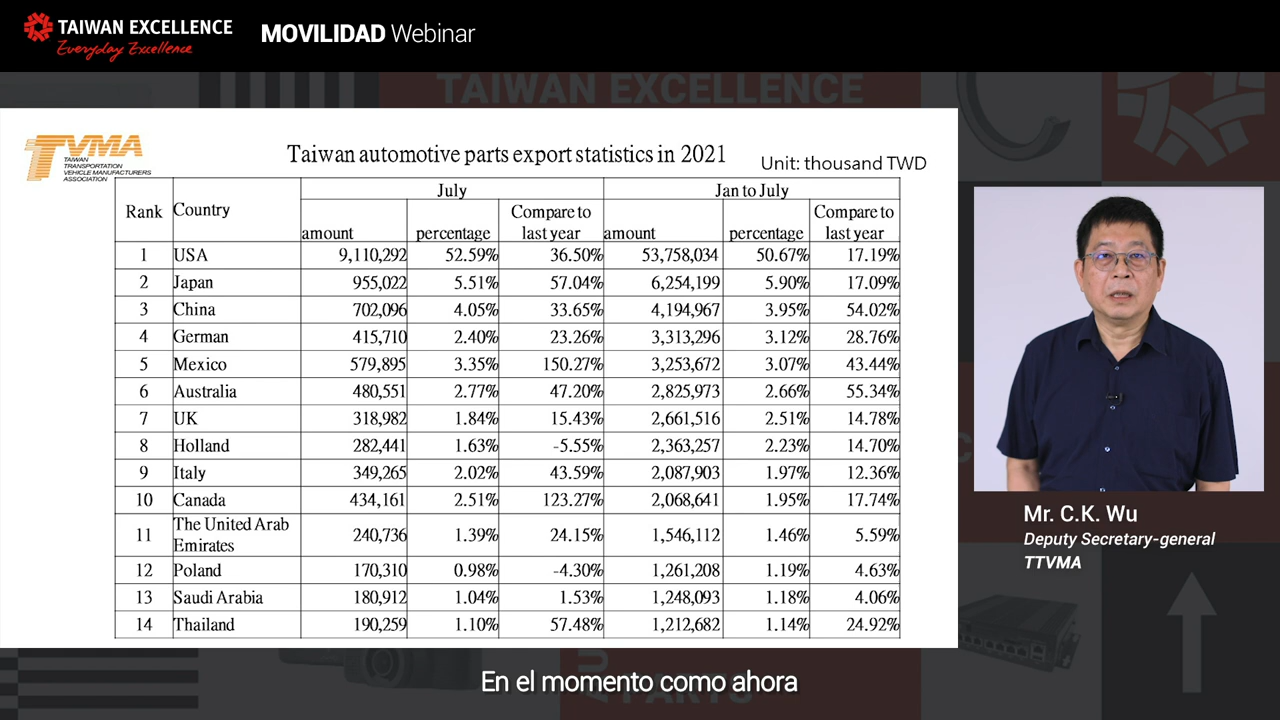 TAIWAN EXCELLENCE
Everyday Excellence
MOVILIDAD Webinar
TAIWAN EXCELLENCE
TVMA
TAIWAN
TRANSPORTATION
VEHICLE MANUFACTURERS
ASSOCIATION
Taiwan automotive parts export statistics in 2021
Unit: thousand TWD
Rank Country July Jan to July
amount percentage Compare to last year amount percentage Compare to last year
1 USA 9,110,292 52.59% 36.50% 53,758,034 50.67% 17.19%
2 Japan 955,022 5.51% 57.04% 6,254,199 5.90% 17.09%
3 China 702,096 4.05% 33.65% 4,194,967 3.95% 54.02%
4 German 415,710 2.40% 23.26% 3,313,296 3.12% 28.76%
5 Mexico 579,895 3.35% 150.27% 3,253,672 3.07% 43.44%
6 Australia 480,551 2.77% 47.20% 2,825,973 2.66% 55.34%
7 UK 318,982 1.84% 15.43% 2,661,516 2.51% 14.78%
8 Holland 282,441 1.63% -5.55% 2,363,257 2.23% 14.70%
9 Italy 349,265 2.02% 43.59% 2,087,903 1.97% 12.36%
10 Canada 434,161 2.51% 123.27% 2,068,641 1.95% 17.74%
11 The United Arab Emirates 240,736 1.39% 24.15% 1,546,112 1.46% 5.59%
12 Poland 170,310 0.98% -4.30% 1,261,208 1.19% 4.63%
13 Saudi Arabia 180,912 1.04% 1.53% 1,248,093 1.18% 4.06%
14 Thailand 190,259 1.10% 57.48% 1,212,682 1.14% 24.92%
Mr. C.K. Wu
Deputy Secretary-general
TTVMA
En el momento como ahora
PARTS